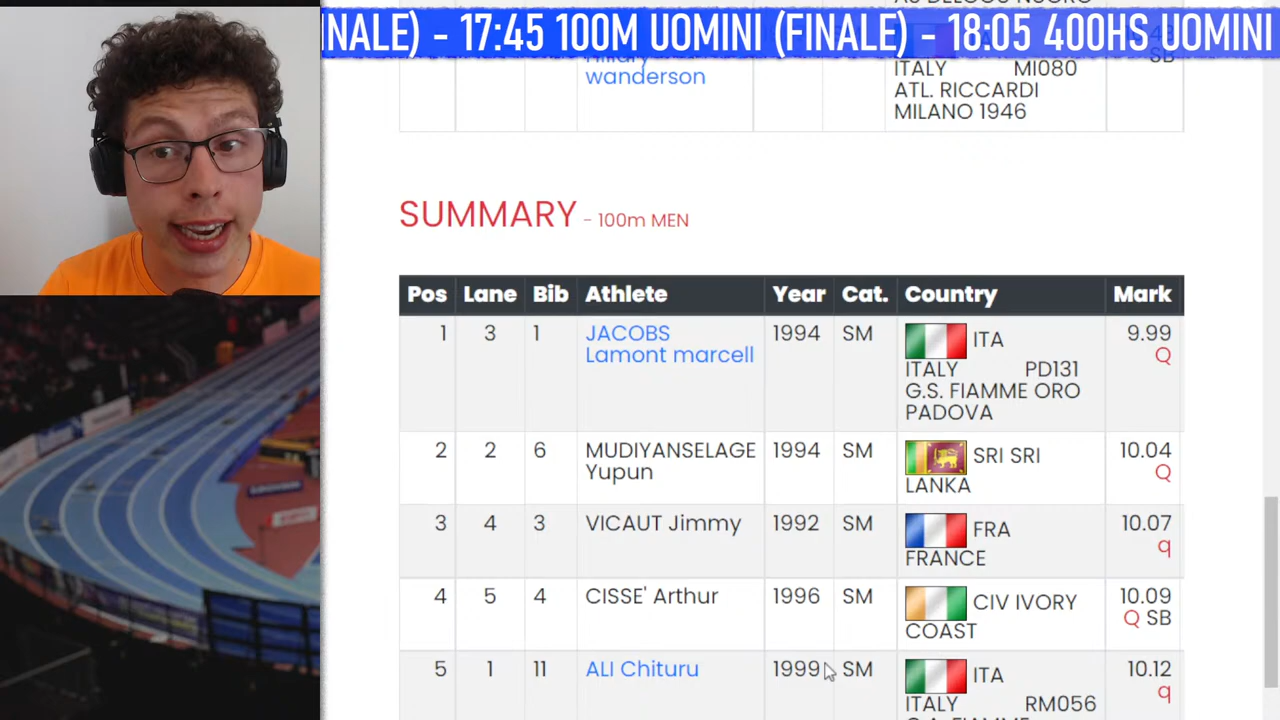 INALE) - 17:45 100M UOMINI (FINALE) - 18:05 400HS UOMINI
wanderson
ITALY MI080
SB
ATL. RICCARDI
MILANO 1946
SUMMARY - 100m MEN
Pos Lane Bib Athlete Year Cat. Country Mark
1 3 1 JACOBS 1994 SM ITA 9.99
Lamont marcell Q
ITALY PD131
G.S. FIAMME ORO
PADOVA
2 2 6 MUDIYANSELAGE 1994 SM SRI SRI 10.04
Yupun LANKA Q
3 4 3 VICAUT Jimmy 1992 SM FRA 10.07
FRANCE q
4 5 4 CISSE' Arthur 1996 SM CIV IVORY 10.09
COAST Q SB
5 1 11 ALI Chituru 1999 SM ITA 10.12
ITALY RM056 q